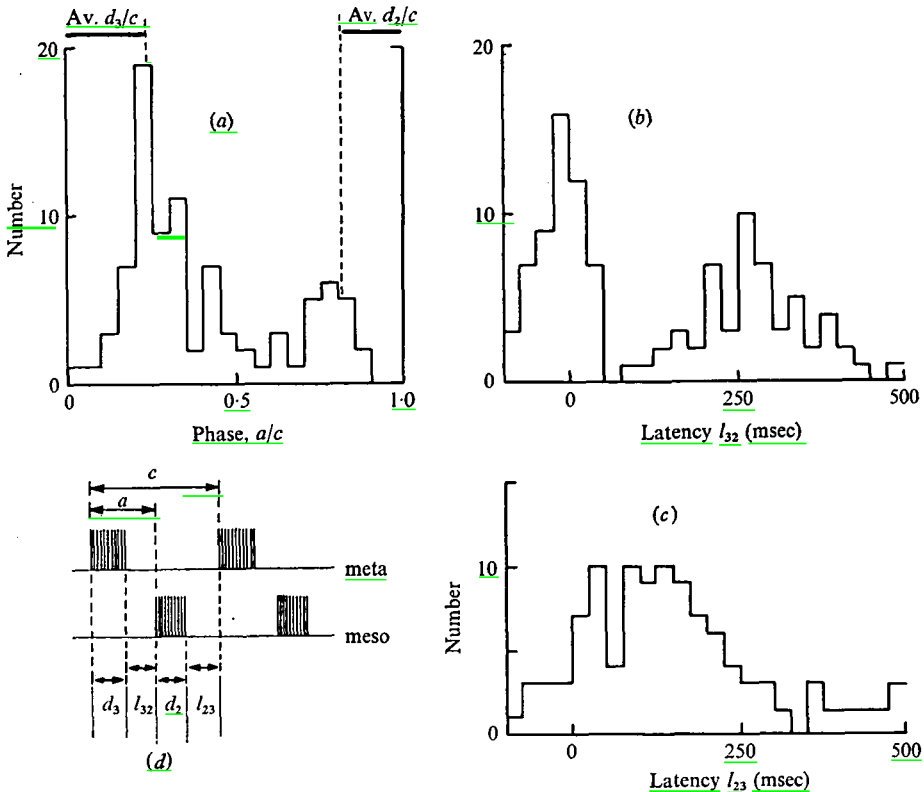 Av. d₃/c
Av. d₂/c
20
10
0
Number
(a)
0
0·5
1·0
Phase, a/c
20
10
0
(b)
0
250
500
Latency l₃₂ (msec)
c
a
meta
meso
d₃
l₃₂
d₂
l₂₃
(d)
10
0
Number
(c)
0
250
500
Latency l₂₃ (msec)